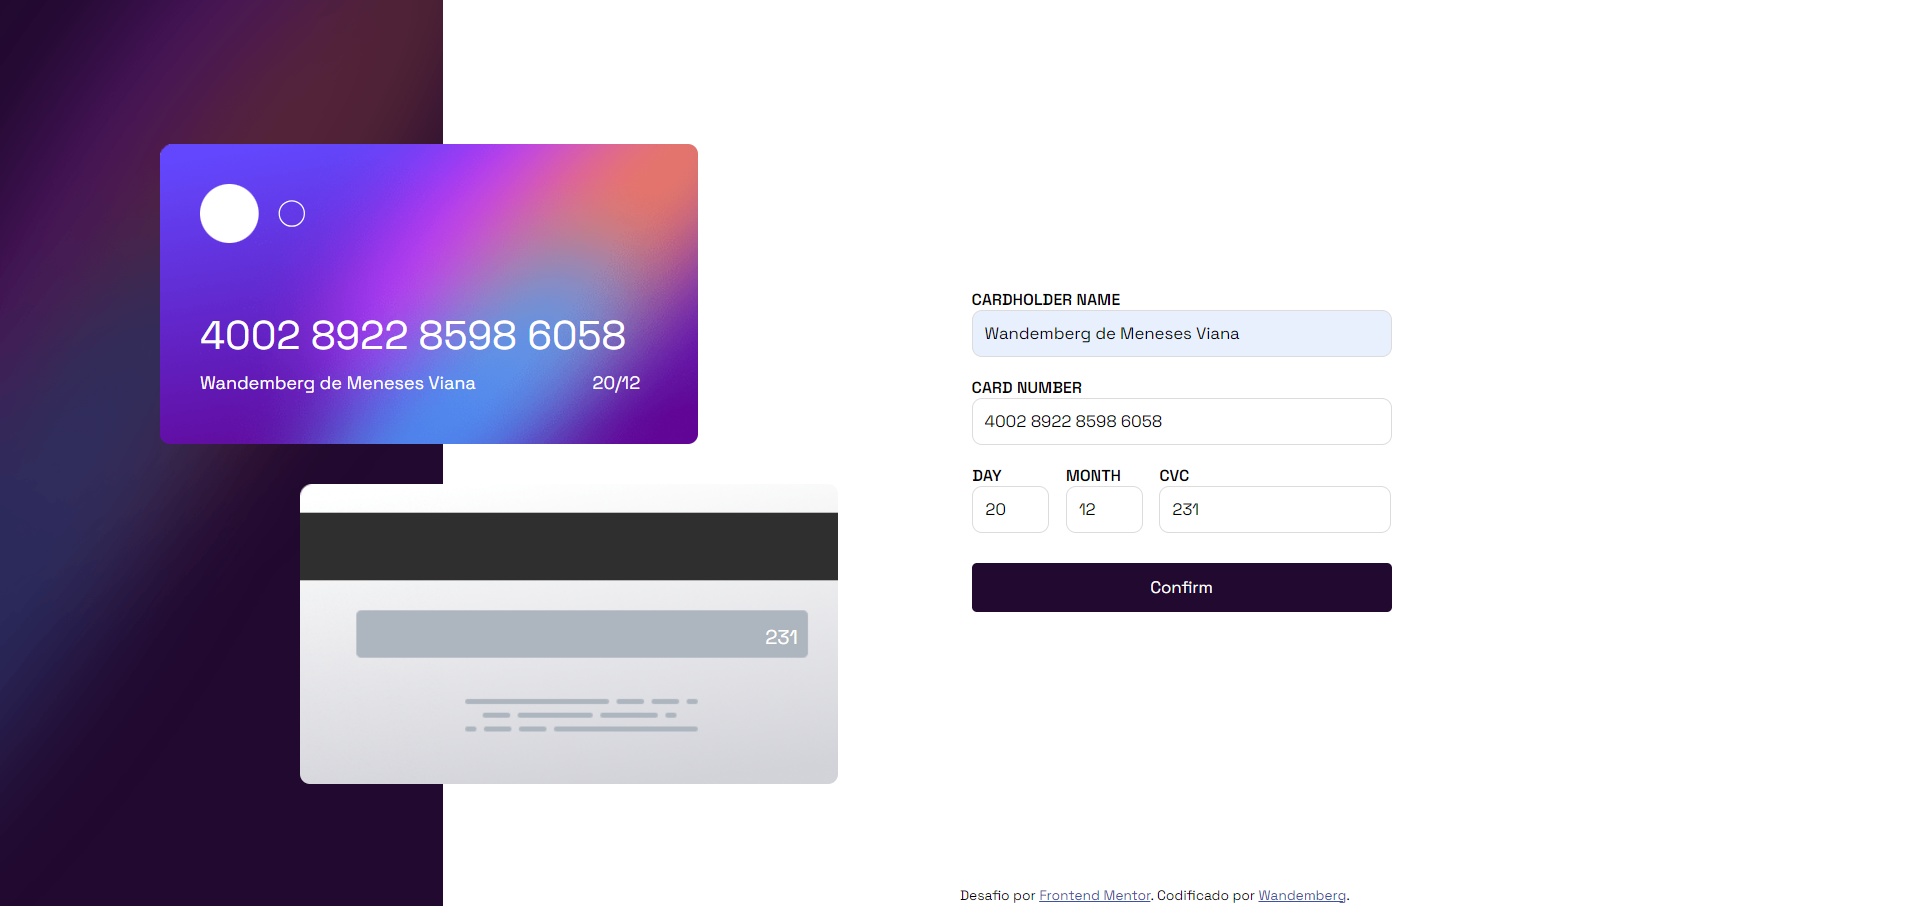 4002 8922 8598 6058
Wandemberg de Meneses Viana 20/12
231
CARDHOLDER NAME
Wandemberg de Meneses Viana
CARD NUMBER
4002 8922 8598 6058
DAY MONTH CVC
20 12 231
Confirm
Desafio por Frontend Mentor. Codificado por Wandemberg.